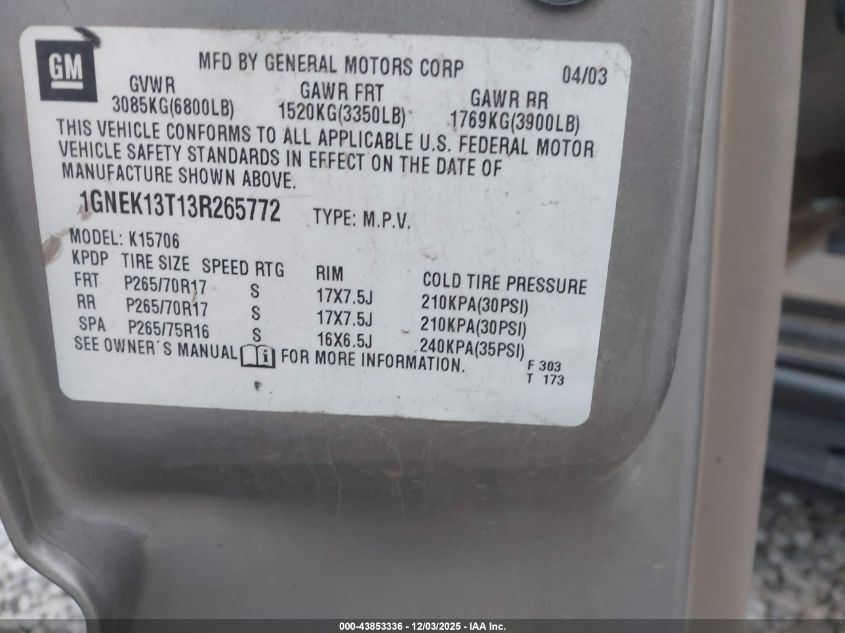 GM
MFD BY GENERAL MOTORS CORP 04/03
GVWR GAWR FRT GAWR RR
3085KG(6800LB) 1520KG(3350LB) 1769KG(3900LB)
THIS VEHICLE CONFORMS TO ALL APPLICABLE U.S. FEDERAL MOTOR
VEHICLE SAFETY STANDARDS IN EFFECT ON THE DATE OF
MANUFACTURE SHOWN ABOVE.
1GNEK13T13R265772 TYPE: M.P.V.
MODEL: K15706
KPDP TIRE SIZE SPEED RTG RIM COLD TIRE PRESSURE
FRT P265/70R17 S 17X7.5J 210KPA(30PSI)
RR P265/70R17 S 17X7.5J 210KPA(30PSI)
SPA P265/75R16 S 16X6.5J 240KPA(35PSI)
SEE OWNER'S MANUAL i FOR MORE INFORMATION.
F 303
T 173
000-43853336 - 12/03/2025 - IAA Inc.